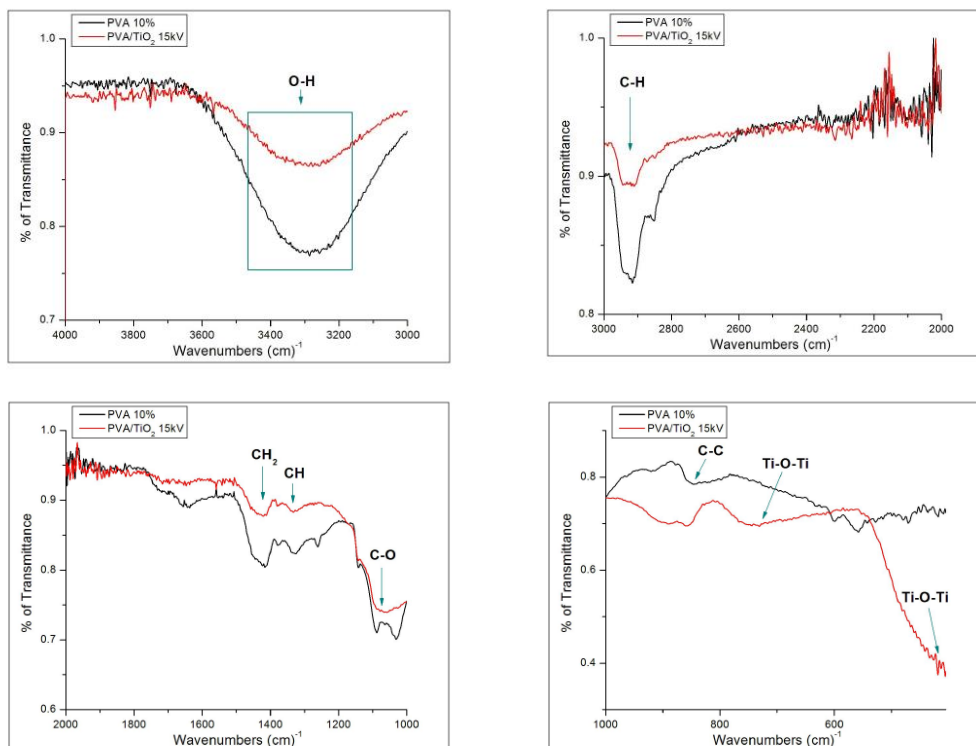 PVA 10%
PVA/TiO₂ 15kV
O-H
% of Transmittance
1.0
0.9
0.8
0.7
4000
3800
3600
3400
3200
3000
Wavenumbers (cm)⁻¹
PVA 10%
PVA/TiO₂ 15kV
C-H
% of Transmittance
1.0
0.9
0.8
3000
2800
2600
2400
2200
2000
Wavenumbers (cm)⁻¹
PVA 10%
PVA/TiO₂ 15kV
CH₂
CH
C-O
% of Transmittance
1.0
0.9
0.8
0.7
0.6
2000
1800
1600
1400
1200
1000
Wavenumbers (cm)⁻¹
PVA 10%
PVA/TiO₂ 15kV
C-C
Ti-O-Ti
Ti-O-Ti
% of Transmittance
0.8
0.6
0.4
1000
800
600
Wavenumbers (cm)⁻¹